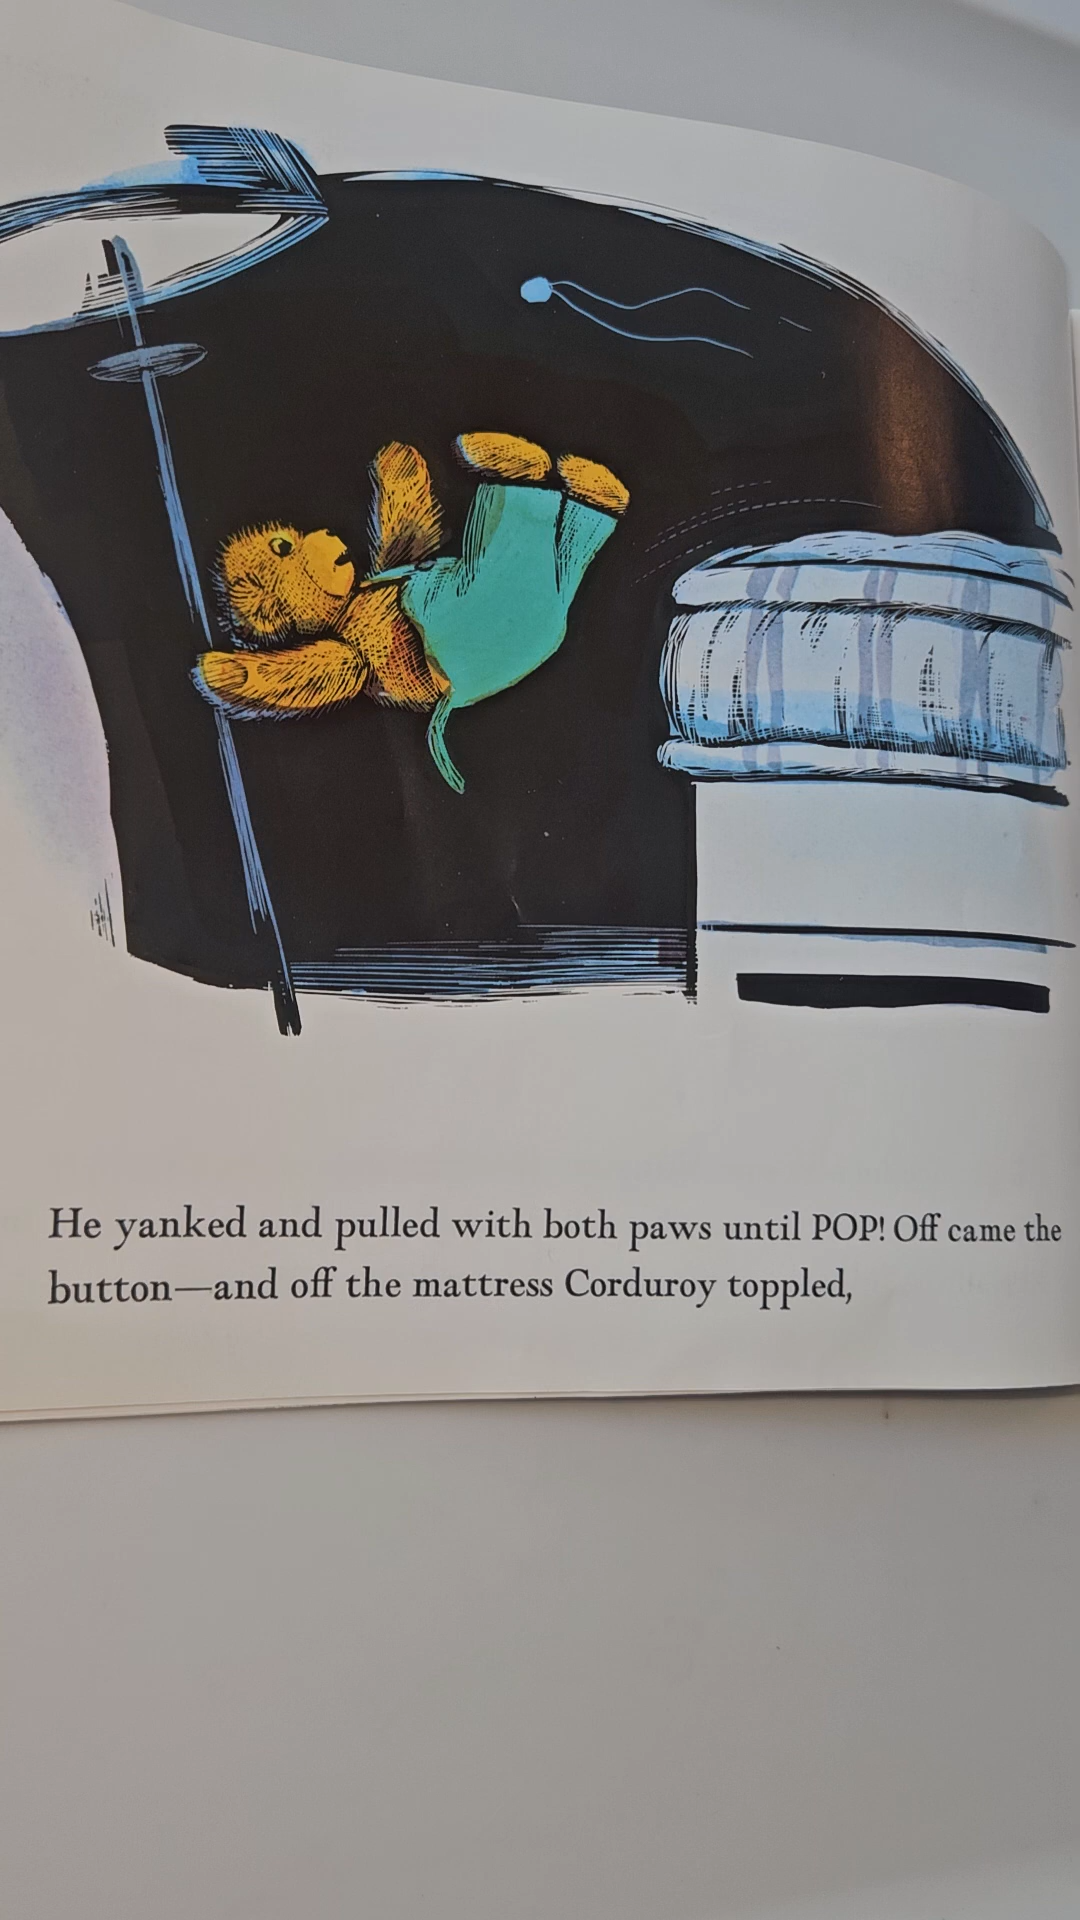 He yanked and pulled with both paws until POP! Off came the
button—and off the mattress Corduroy toppled,